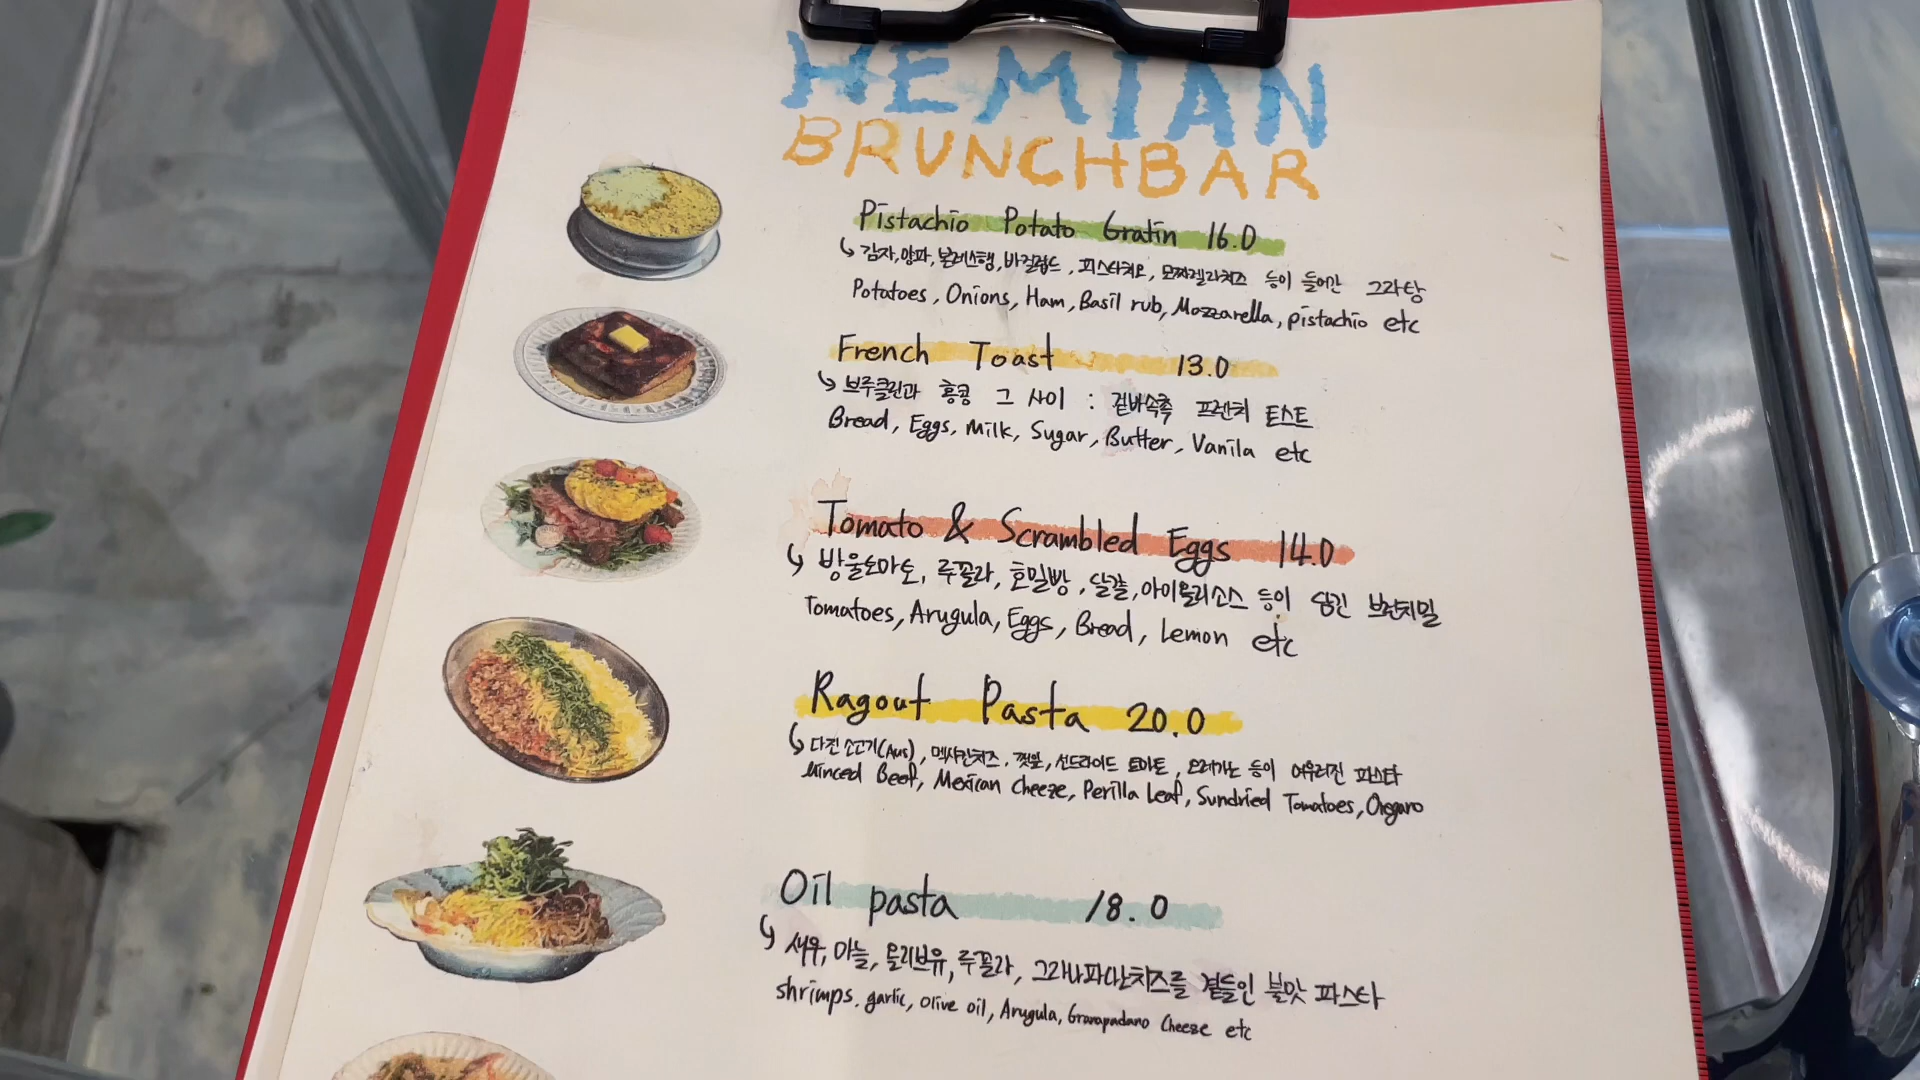 HEMIAN
BRUNCHBAR
Pistachio Potato Gratin 16.0
감자, 양파, 본레스햄, 바질럽드, 피스타치오, 모짜렐라치즈 등이 들어간 그라탕
Potatoes, Onions, Ham, Basil rub, Mozzarella, pistachio etc
French Toast 13.0
브루클린과 홍콩 그 사이 : 겉바속촉 프렌치 토스트
Bread, Eggs, Milk, Sugar, Butter, Vanila etc
Tomato & Scrambled Eggs 14.0
방울토마토, 루꼴라, 호밀빵, 달걀, 아이올리소스 등이 담긴 브런치밀
Tomatoes, Arugula, Eggs, Bread, Lemon etc
Ragout Pasta 20.0
다진 소고기(Aus), 멕시칸치즈, 깻잎, 선드라이드 토마토, 오레가노 등이 어우러진 파스타
Minced Beef, Mexican Cheeze, Perilla Leaf, Sundried Tomatoes, Oregaro
Oil pasta 18.0
새우, 마늘, 올리브유, 루꼴라, 그라나파다노치즈를 곁들인 불맛 파스타
shrimps, garlic, olive oil, Arugula, Granapadano Cheese etc